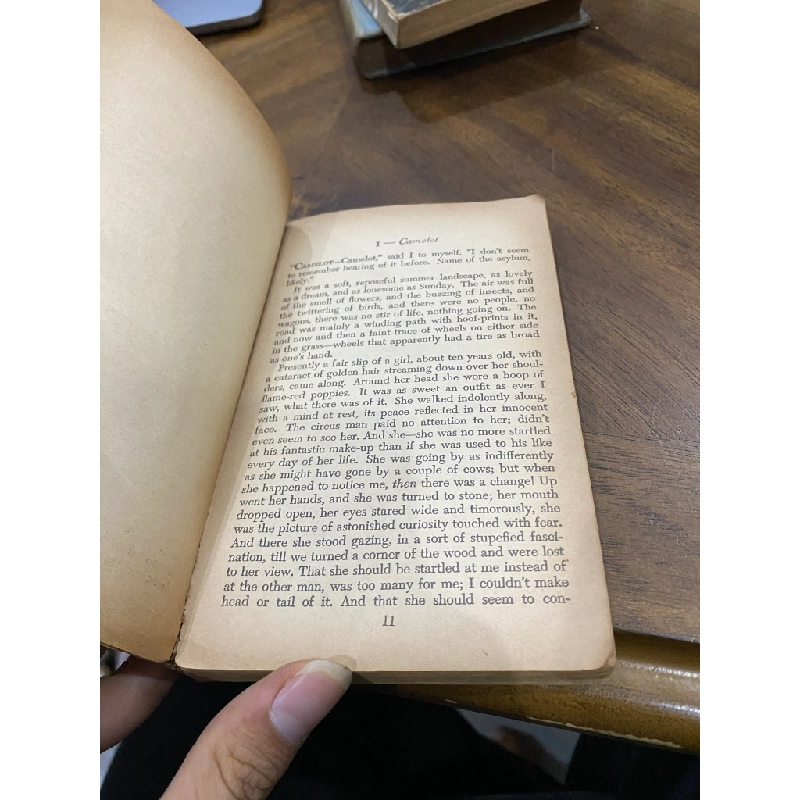 I — Camelot
"CAMELOT—Camelot," said I to myself. "I don't seem
to remember hearing of it before. Name of the asylum,
likely."
It was a soft, reposeful summer landscape, as lovely
as a dream, and as lonesome as Sunday. The air was full
of the smell of flowers, and the buzzing of insects, and
the twittering of birds, and there were no people, no
wagons, there was no stir of life, nothing going on. The
road was mainly a winding path with hoof-prints in it,
and now and then a faint trace of wheels on either side
in the grass—wheels that apparently had a tire as broad
as one's hand.
Presently a fair slip of a girl, about ten years old, with
a cataract of golden hair streaming down over her shoul-
ders, came along. Around her head she wore a hoop of
flame-red poppies. It was as sweet an outfit as ever I
saw, what there was of it. She walked indolently along,
with a mind at rest, its peace reflected in her innocent
face. The circus man paid no attention to her; didn't
even seem to see her. And she—she was no more startled
at his fantastic make-up than if she was used to his like
every day of her life. She was going by as indifferently
as she might have gone by a couple of cows; but when
she happened to notice me, then there was a change! Up
went her hands, and she was turned to stone; her mouth
dropped open, her eyes stared wide and timorously, she
was the picture of astonished curiosity touched with fear.
And there she stood gazing, in a sort of stupefied fasci-
nation, till we turned a corner of the wood and were lost
to her view. That she should be startled at me instead of
at the other man, was too many for me; I couldn't make
head or tail of it. And that she should seem to con-
11